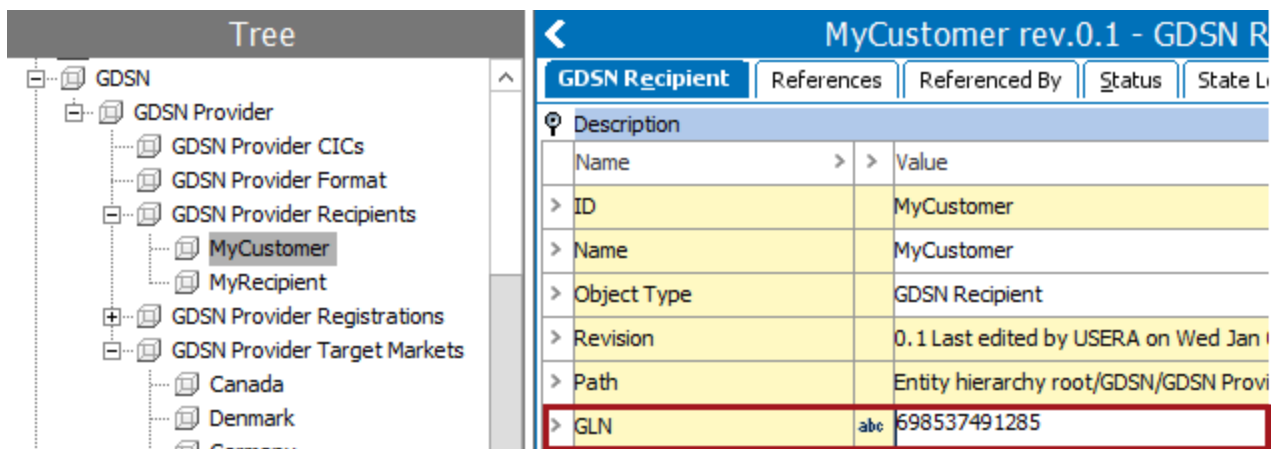 Tree
GDSN
GDSN Provider
GDSN Provider CICs
GDSN Provider Format
GDSN Provider Recipients
MyCustomer
MyRecipient
GDSN Provider Registrations
GDSN Provider Target Markets
Canada
Denmark
MyCustomer rev.0.1 - GDSN R
GDSN Recipient References Referenced By Status State L
Description
Name > > Value
> ID MyCustomer
> Name MyCustomer
> Object Type GDSN Recipient
> Revision 0.1 Last edited by USERA on Wed Jan
> Path Entity hierarchy root/GDSN/GDSN Provi
> GLN abc 698537491285